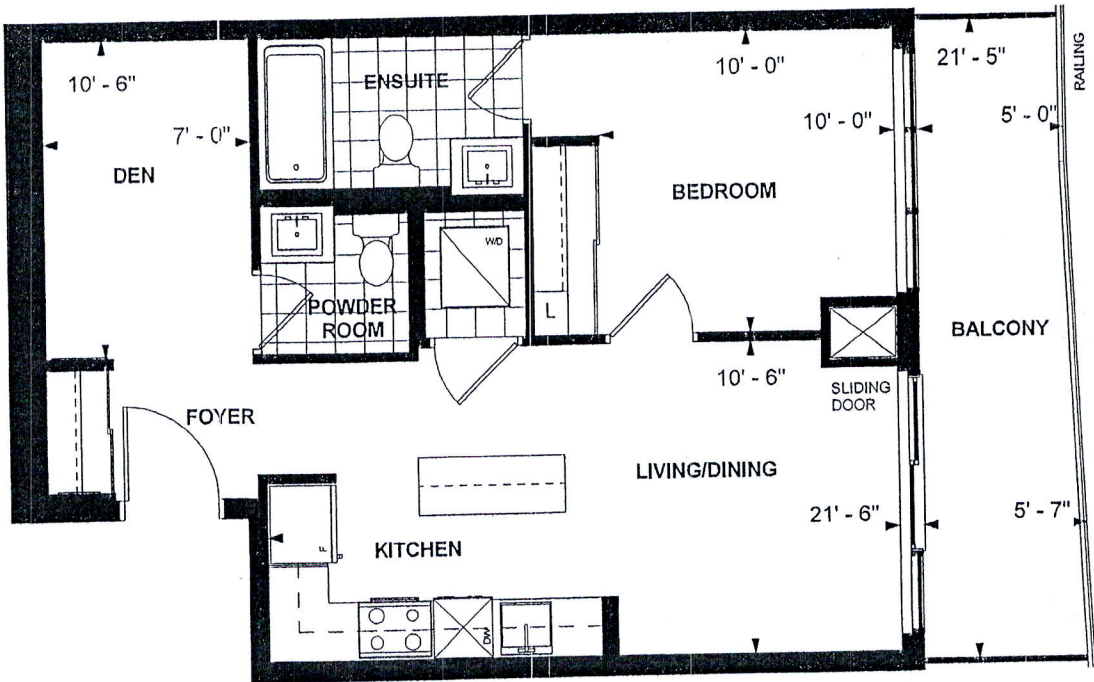 10' - 6"
7' - 0"
DEN
ENSUITE
10' - 0"
10' - 0"
BEDROOM
21' - 5"
5' - 0"
RAILING
W/D
POWDER
ROOM
L
BALCONY
10' - 6"
SLIDING
DOOR
FOYER
LIVING/DINING
21' - 6"
5' - 7"
F
KITCHEN
DW